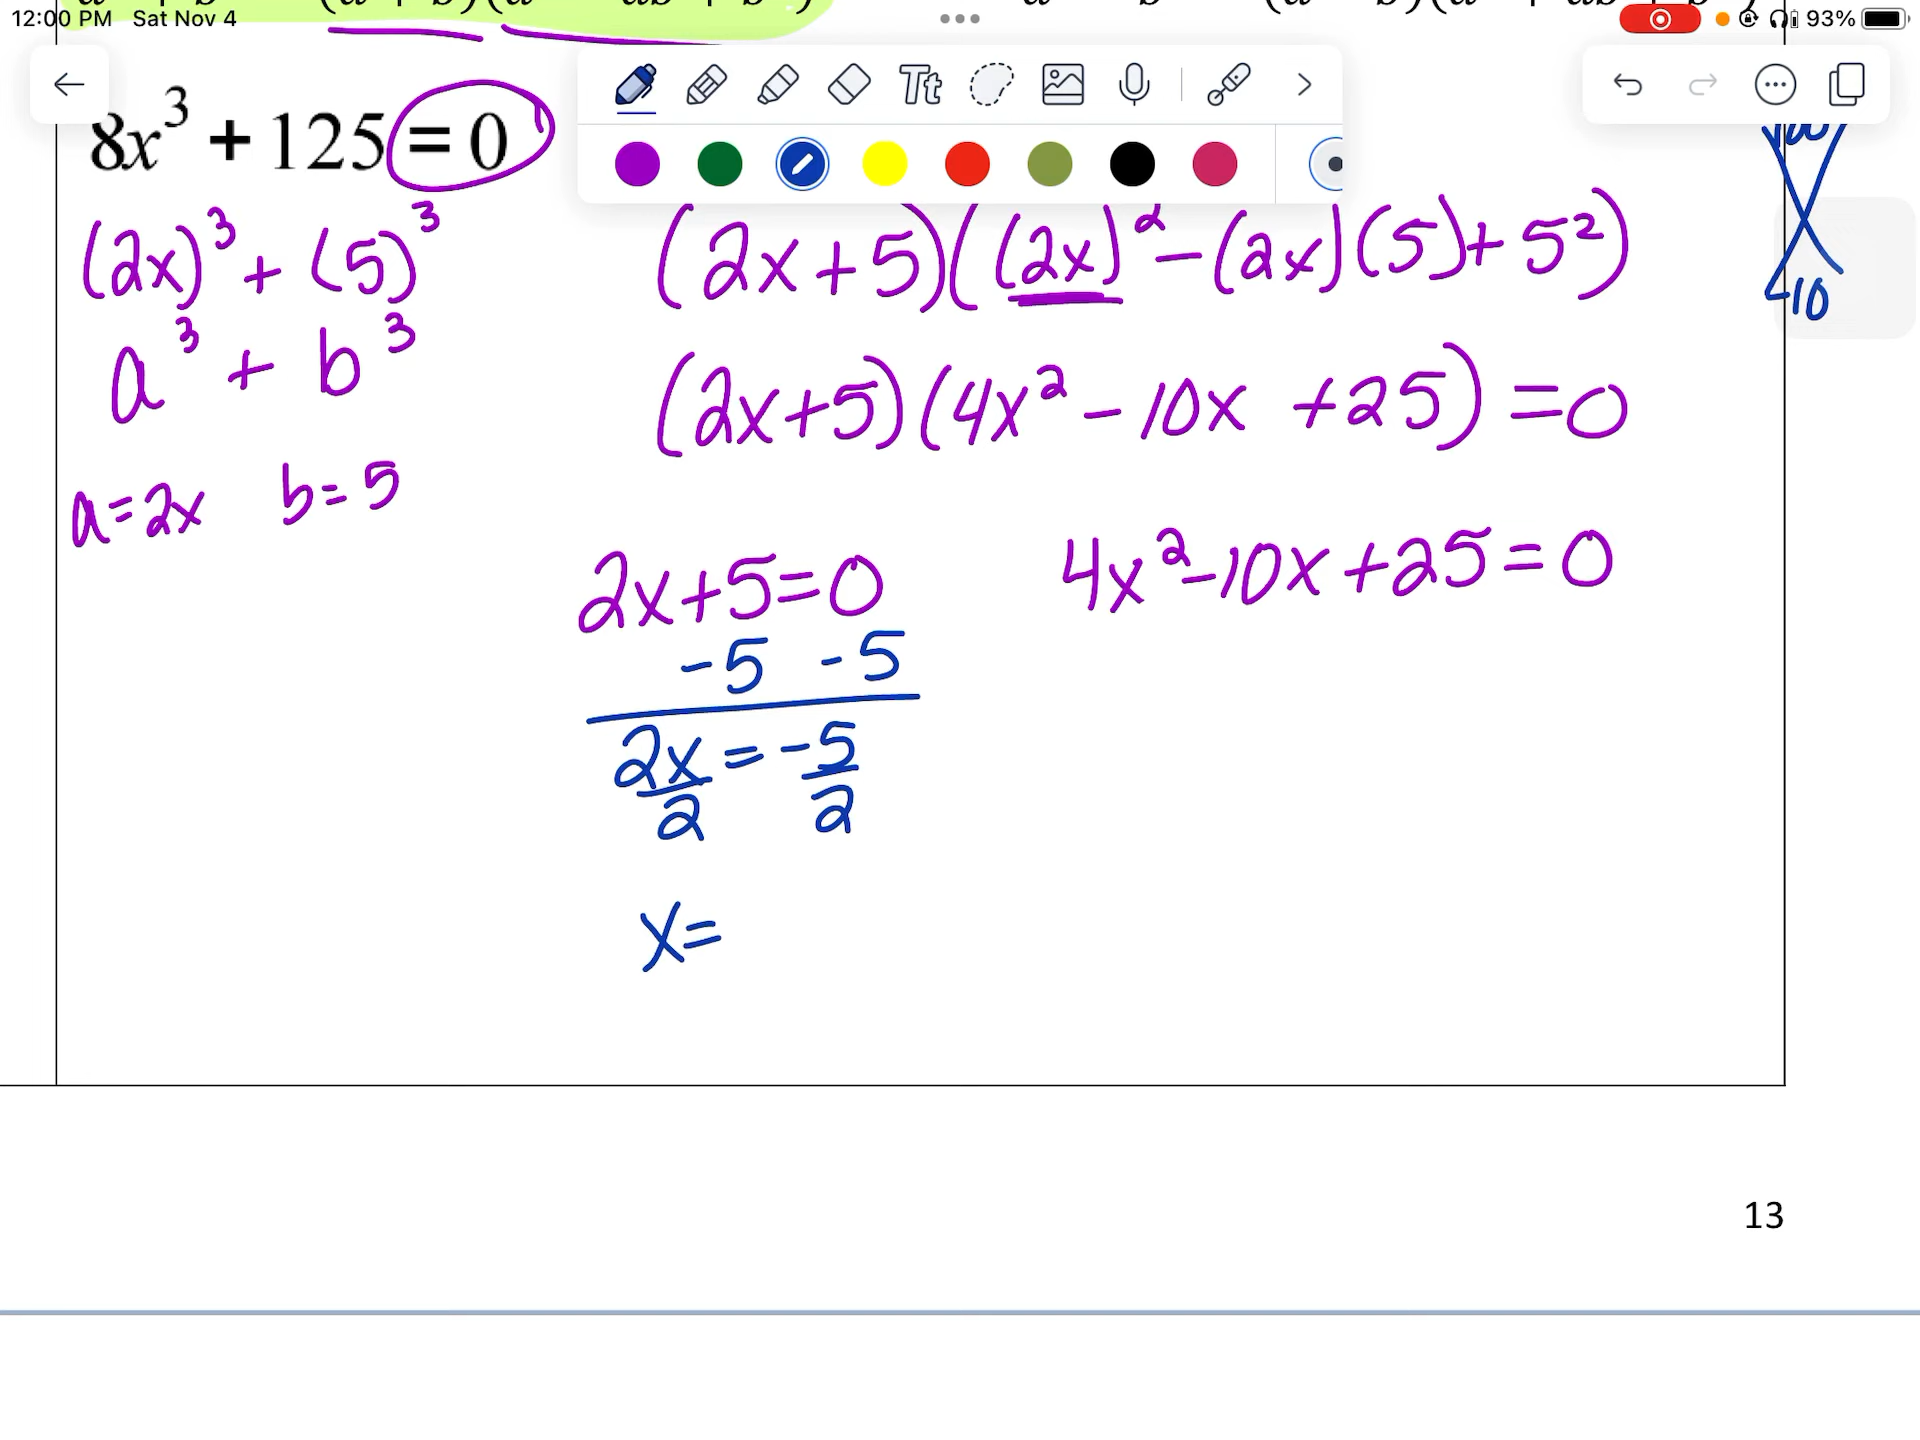 12:00 PM Sat Nov 4
93%
Tt
8x³ + 125 = 0
(2x)³ + (5)³
a³ + b³
a=2x b=5
(2x+5)((2x)²-(2x)(5)+5²)
(2x+5)(4x²-10x+25)=0
2x+5=0
-5 -5
2x=-5
2 2
x=
4x²-10x+25=0
100
-10
13